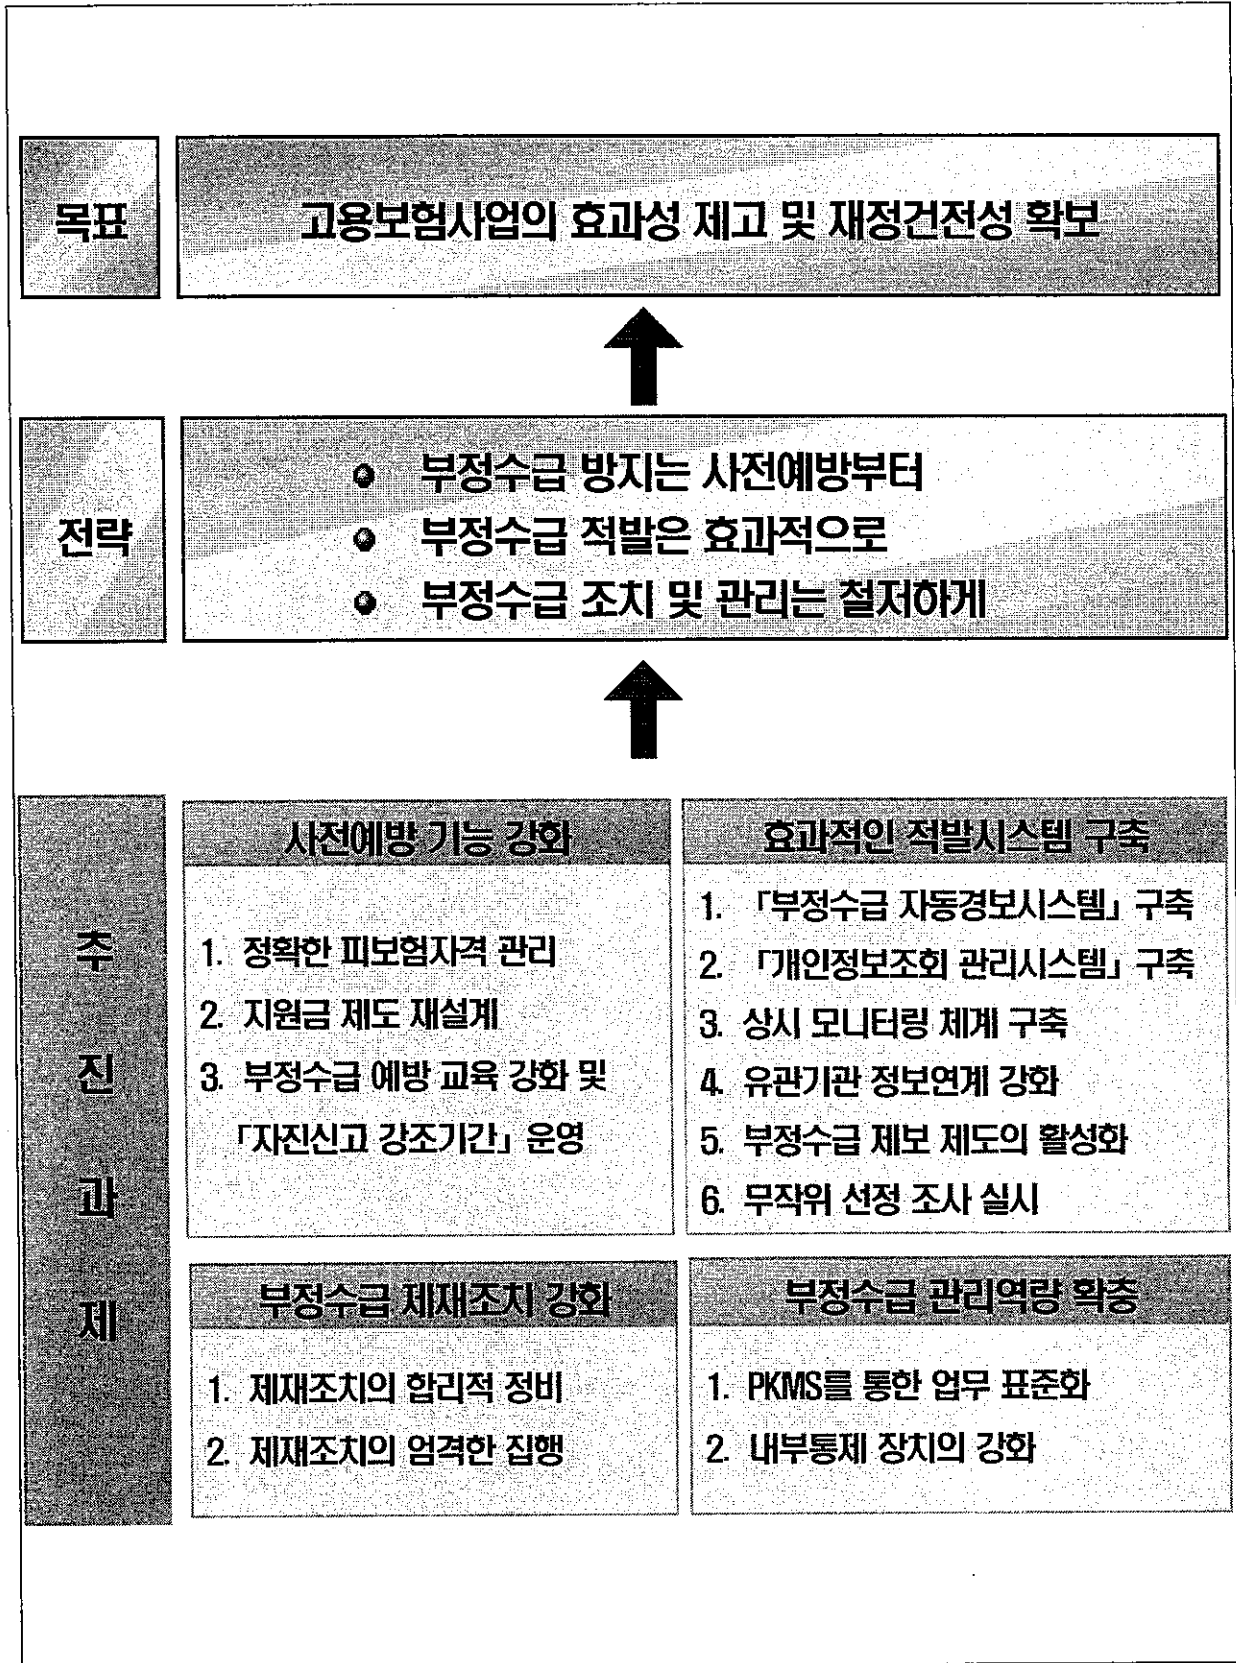 목표
고용보험사업의 효과성 제고 및 재정건전성 확보
전략
부정수급 방지는 사전예방부터
부정수급 적발은 효과적으로
부정수급 조치 및 관리는 철저하게
추진과제
사전예방 기능 강화
1. 정확한 피보험자격 관리
2. 지원금 제도 재설계
3. 부정수급 예방 교육 강화 및
「자진신고 강조기간」 운영
효과적인 적발시스템 구축
1. 「부정수급 자동경보시스템」 구축
2. 「개인정보조회 관리시스템」 구축
3. 상시 모니터링 체계 구축
4. 유관기관 정보연계 강화
5. 부정수급 제보 제도의 활성화
6. 무작위 선정 조사 실시
부정수급 제재조치 강화
1. 제재조치의 합리적 정비
2. 제재조치의 엄격한 집행
부정수급 관리역량 확충
1. PKMS를 통한 업무 표준화
2. 내부통제 장치의 강화